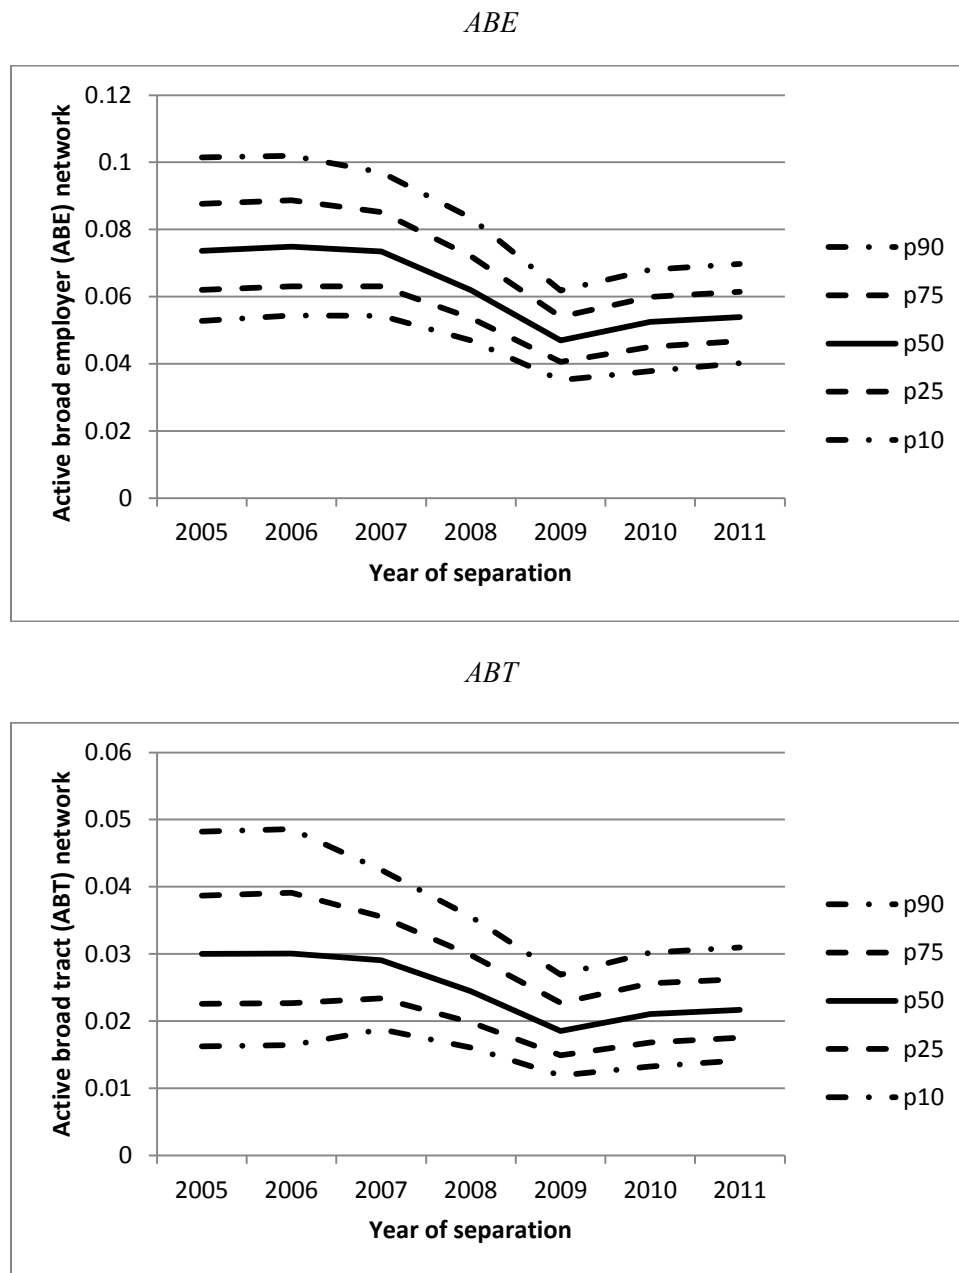 ABE
Active broad employer (ABE) network
0.12
0.1
0.08
0.06
0.04
0.02
0
2005 2006 2007 2008 2009 2010 2011
Year of separation
p90
p75
p50
p25
p10
ABT
Active broad tract (ABT) network
0.06
0.05
0.04
0.03
0.02
0.01
0
2005 2006 2007 2008 2009 2010 2011
Year of separation
p90
p75
p50
p25
p10